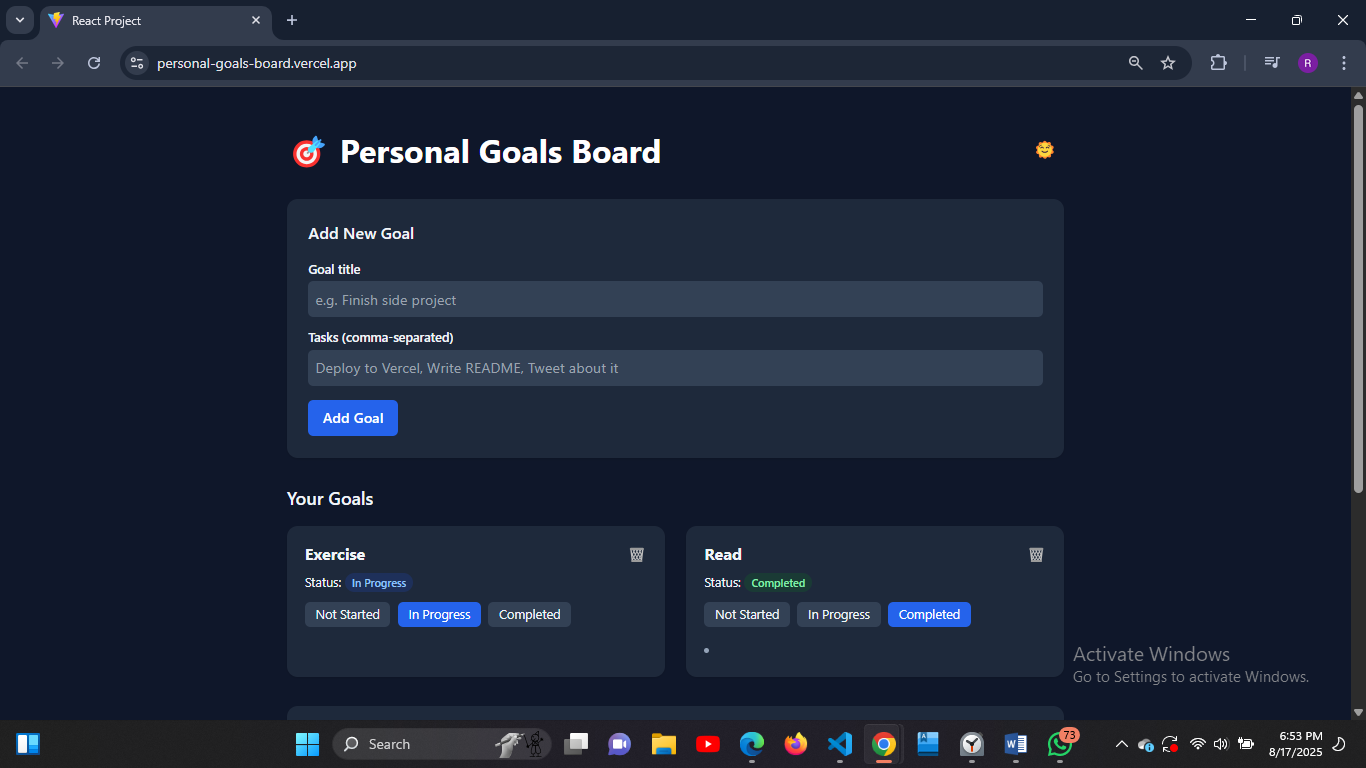 React Project
personal-goals-board.vercel.app
R
Personal Goals Board
Add New Goal
Goal title
e.g. Finish side project
Tasks (comma-separated)
Deploy to Vercel, Write README, Tweet about it
Add Goal
Your Goals
Exercise
Status: In Progress
Not Started In Progress Completed
Read
Status: Completed
Not Started In Progress Completed
Activate Windows
Go to Settings to activate Windows.
Search
73
6:53 PM
8/17/2025